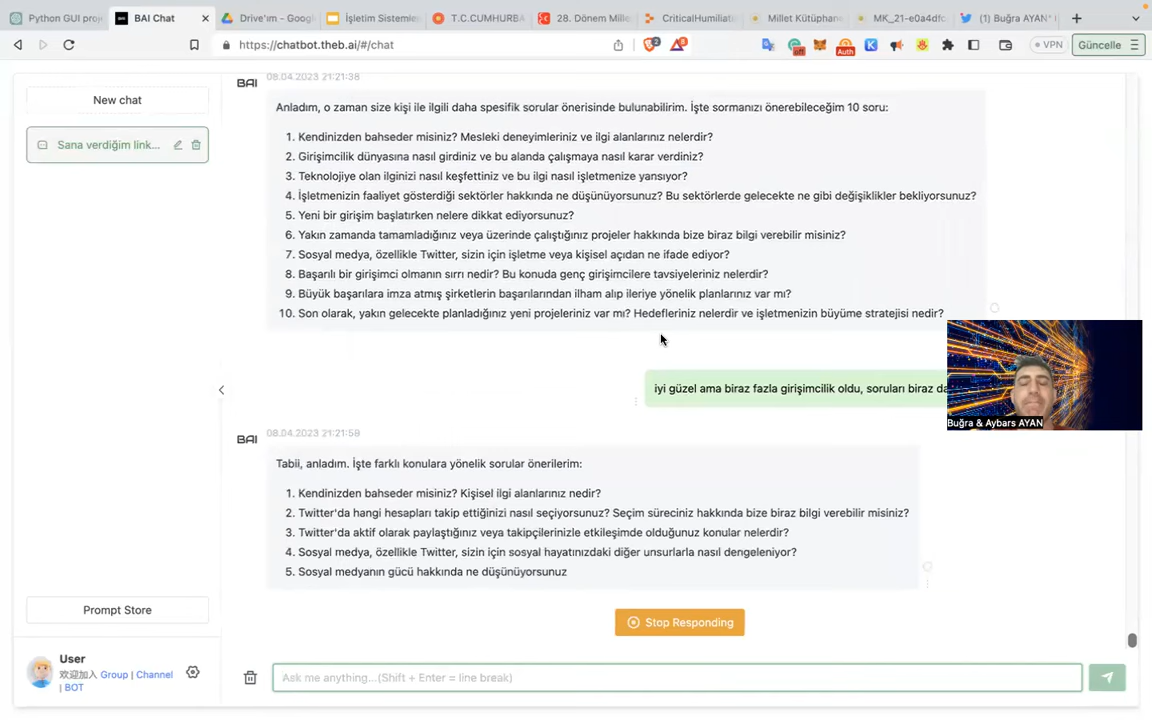 Python GUI proj
BAI Chat
Drive'ım - Googl
İşletim Sistemle
T.C.CUMHURBA
28. Dönem Mille
CriticalHumiliat
Millet Kütüphan
MK_21-e0a4dfc
(1) Buğra AYAN
https://chatbot.theb.ai/#/chat
off
Auth
VPN
Güncelle
New chat
Sana verdiğim link...
BAI
08.04.2023 21:21:38
Anladım, o zaman size kişi ile ilgili daha spesifik sorular önerisinde bulunabilirim. İşte sormanızı önerebileceğim 10 soru:
1. Kendinizden bahseder misiniz? Mesleki deneyimleriniz ve ilgi alanlarınız nelerdir?
2. Girişimcilik dünyasına nasıl girdiniz ve bu alanda çalışmaya nasıl karar verdiniz?
3. Teknolojiye olan ilginizi nasıl keşfettiniz ve bu ilgi nasıl işletmenize yansıyor?
4. İşletmenizin faaliyet gösterdiği sektörler hakkında ne düşünüyorsunuz? Bu sektörlerde gelecekte ne gibi değişiklikler bekliyorsunuz?
5. Yeni bir girişim başlatırken nelere dikkat ediyorsunuz?
6. Yakın zamanda tamamladığınız veya üzerinde çalıştığınız projeler hakkında bize biraz bilgi verebilir misiniz?
7. Sosyal medya, özellikle Twitter, sizin için işletme veya kişisel açıdan ne ifade ediyor?
8. Başarılı bir girişimci olmanın sırrı nedir? Bu konuda genç girişimcilere tavsiyeleriniz nelerdir?
9. Büyük başarılara imza atmış şirketlerin başarılarından ilham alıp ileriye yönelik planlarınız var mı?
10. Son olarak, yakın gelecekte planladığınız yeni projeleriniz var mı? Hedefleriniz nelerdir ve işletmenizin büyüme stratejisi nedir?
iyi güzel ama biraz fazla girişimcilik oldu, soruları biraz da
Buğra & Aybars AYAN
BAI
08.04.2023 21:21:59
Tabii, anladım. İşte farklı konulara yönelik sorular önerilerim:
1. Kendinizden bahseder misiniz? Kişisel ilgi alanlarınız nedir?
2. Twitter'da hangi hesapları takip ettiğinizi nasıl seçiyorsunuz? Seçim süreciniz hakkında bize biraz bilgi verebilir misiniz?
3. Twitter'da aktif olarak paylaştığınız veya takipçilerinizle etkileşimde olduğunuz konular nelerdir?
4. Sosyal medya, özellikle Twitter, sizin için sosyal hayatınızdaki diğer unsurlarla nasıl dengeleniyor?
5. Sosyal medyanın gücü hakkında ne düşünüyorsunuz
Stop Responding
Prompt Store
User
欢迎加入 Group | Channel
| BOT
Ask me anything...(Shift + Enter = line break)